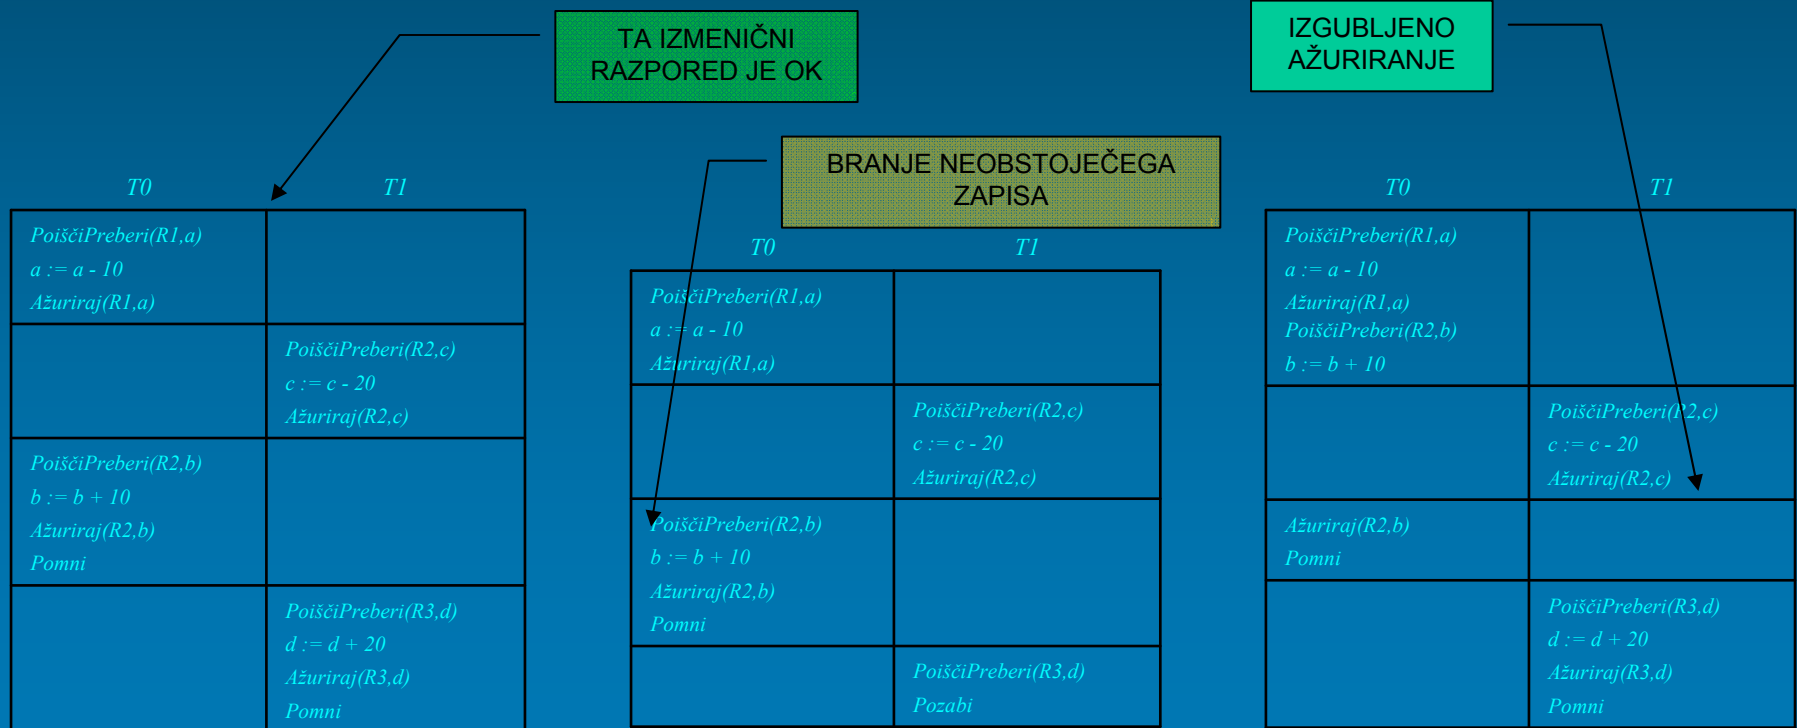 TA IZMENIČNI
RAZPORED JE OK
IZGUBLJENO
AŽURIRANJE
BRANJE NEOBSTOJEČEGA
ZAPISA
T0
T1
PoiščiPreberi(R1,a)
a := a - 10
Ažuriraj(R1,a)
PoiščiPreberi(R2,c)
c := c - 20
Ažuriraj(R2,c)
PoiščiPreberi(R2,b)
b := b + 10
Ažuriraj(R2,b)
Pomni
PoiščiPreberi(R3,d)
d := d + 20
Ažuriraj(R3,d)
Pomni
T0
T1
PoiščiPreberi(R1,a)
a := a - 10
Ažuriraj(R1,a)
PoiščiPreberi(R2,c)
c := c - 20
Ažuriraj(R2,c)
PoiščiPreberi(R2,b)
b := b + 10
Ažuriraj(R2,b)
Pomni
PoiščiPreberi(R3,d)
Pozabi
T0
T1
PoiščiPreberi(R1,a)
a := a - 10
Ažuriraj(R1,a)
PoiščiPreberi(R2,b)
b := b + 10
PoiščiPreberi(R2,c)
c := c - 20
Ažuriraj(R2,c)
Ažuriraj(R2,b)
Pomni
PoiščiPreberi(R3,d)
d := d + 20
Ažuriraj(R3,d)
Pomni